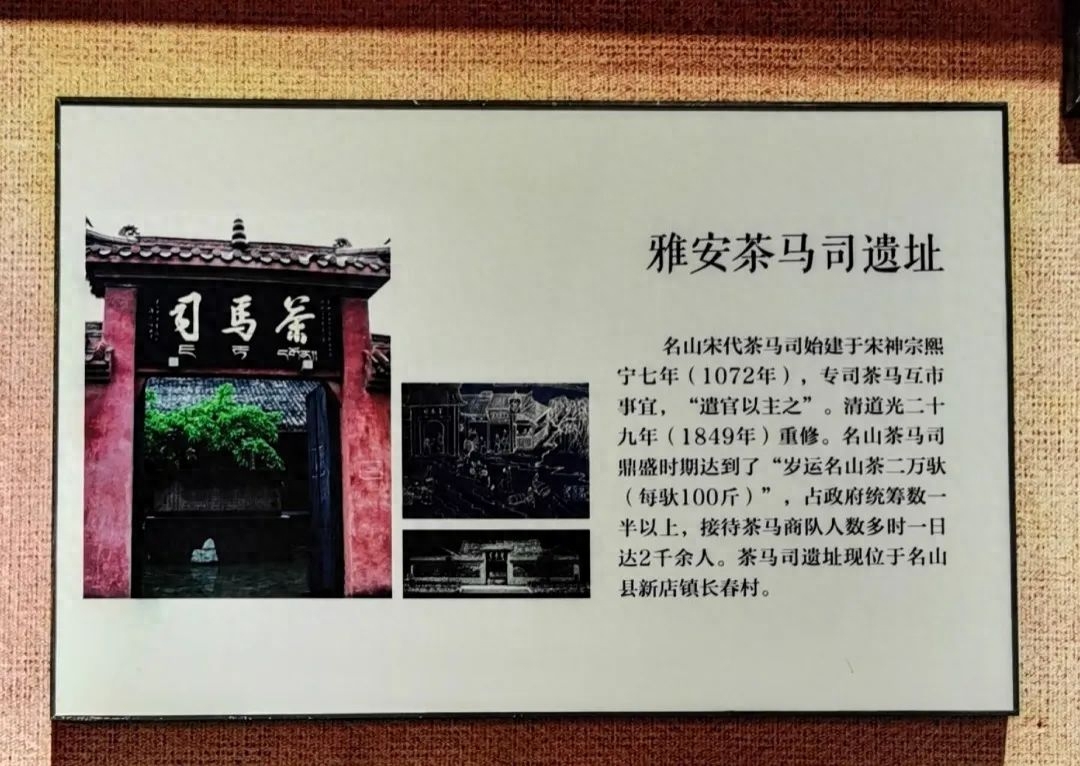 雅安茶马司遗址
名山宋代茶马司始建于宋神宗熙
宁七年（1072年），专司茶马互市
事宜，“遣官以主之”。清道光二十
九年（1849年）重修。名山茶马司
鼎盛时期达到了“岁运名山茶二万驮
（每驮100斤）”，占政府统筹数一
半以上，接待茶马商队人数多时一日
达2千余人。茶马司遗址现位于名山
县新店镇长春村。
茶馬司